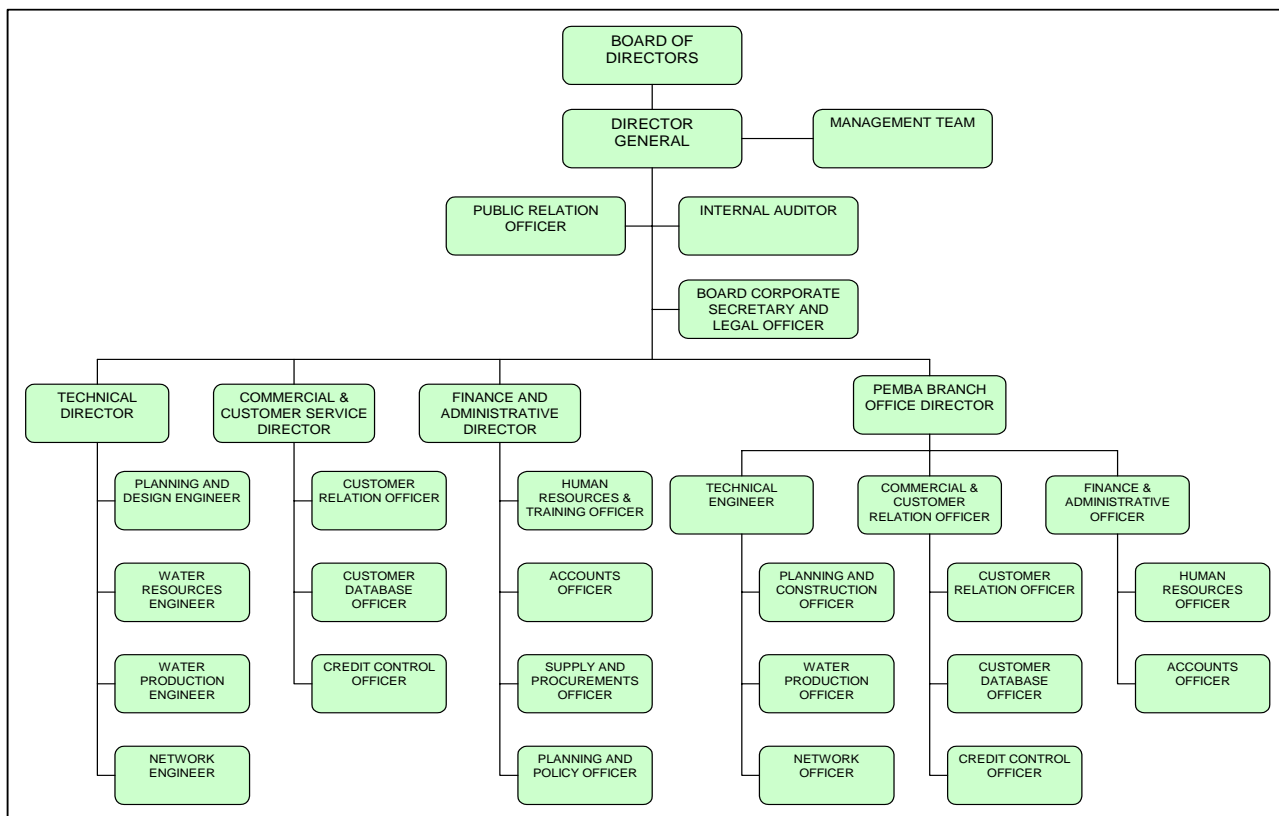 BOARD OF
DIRECTORS
DIRECTOR
GENERAL
MANAGEMENT TEAM
PUBLIC RELATION
OFFICER
INTERNAL AUDITOR
BOARD CORPORATE
SECRETARY AND
LEGAL OFFICER
TECHNICAL
DIRECTOR
COMMERCIAL &
CUSTOMER SERVICE
DIRECTOR
FINANCE AND
ADMINISTRATIVE
DIRECTOR
PEMBA BRANCH
OFFICE DIRECTOR
PLANNING AND
DESIGN ENGINEER
WATER
RESOURCES
ENGINEER
WATER
PRODUCTION
ENGINEER
NETWORK
ENGINEER
CUSTOMER
RELATION OFFICER
CUSTOMER
DATABASE
OFFICER
CREDIT CONTROL
OFFICER
HUMAN
RESOURCES &
TRAINING OFFICER
ACCOUNTS
OFFICER
SUPPLY AND
PROCUREMENTS
OFFICER
PLANNING AND
POLICY OFFICER
TECHNICAL
ENGINEER
COMMERCIAL &
CUSTOMER
RELATION OFFICER
FINANCE &
ADMINISTRATIVE
OFFICER
PLANNING AND
CONSTRUCTION
OFFICER
WATER
PRODUCTION
OFFICER
NETWORK
OFFICER
CUSTOMER
RELATION OFFICER
CUSTOMER
DATABASE
OFFICER
CREDIT CONTROL
OFFICER
HUMAN
RESOURCES
OFFICER
ACCOUNTS
OFFICER